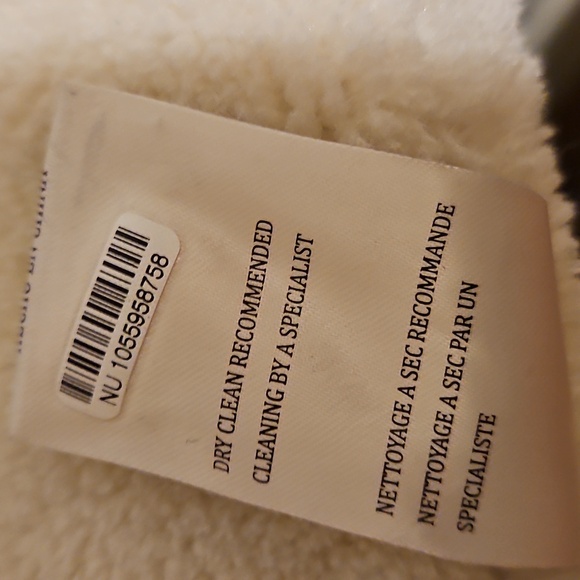 NU 1055958758
DRY CLEAN RECOMMENDED
CLEANING BY A SPECIALIST
NETTOYAGE A SEC RECOMMANDE
NETTOYAGE A SEC PAR UN
SPECIALISTE